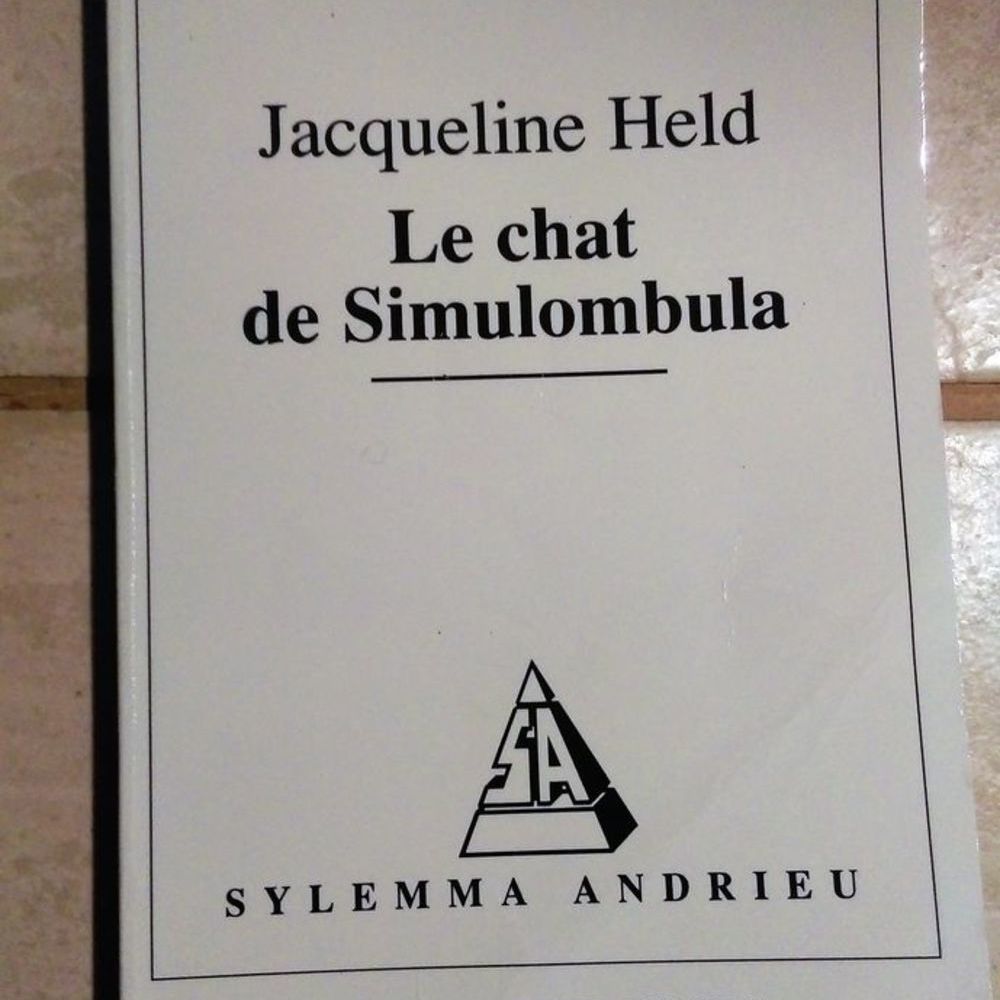 Jacqueline Held
Le chat
de Simulombula
SA
SYLEMMA ANDRIEU